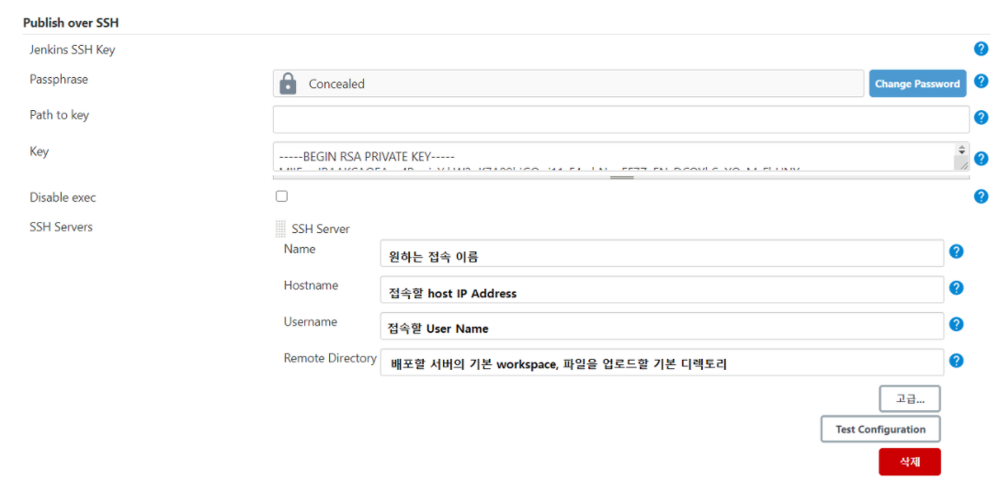 Publish over SSH
Jenkins SSH Key
Passphrase
Concealed
Change Password
Path to key
Key
-----BEGIN RSA PRIVATE KEY-----
Disable exec
SSH Servers
SSH Server
Name
원하는 접속 이름
Hostname
접속할 host IP Address
Username
접속할 User Name
Remote Directory
배포할 서버의 기본 workspace, 파일을 업로드할 기본 디렉토리
고급...
Test Configuration
삭제